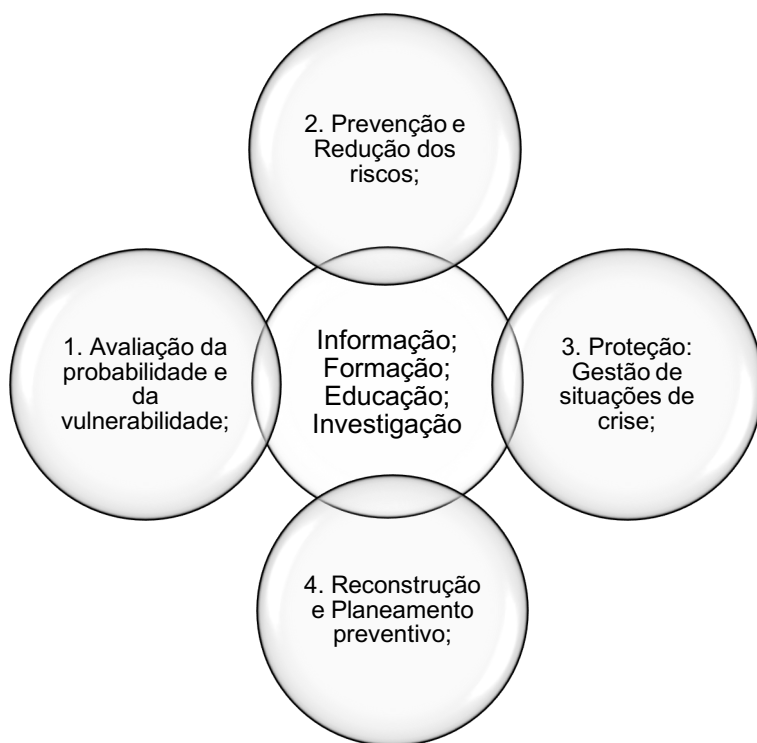 2. Prevenção e
Redução dos
riscos;
1. Avaliação da
probabilidade e
da
vulnerabilidade;
Informação;
Formação;
Educação;
Investigação
3. Proteção:
Gestão de
situações de
crise;
4. Reconstrução
e Planeamento
preventivo;